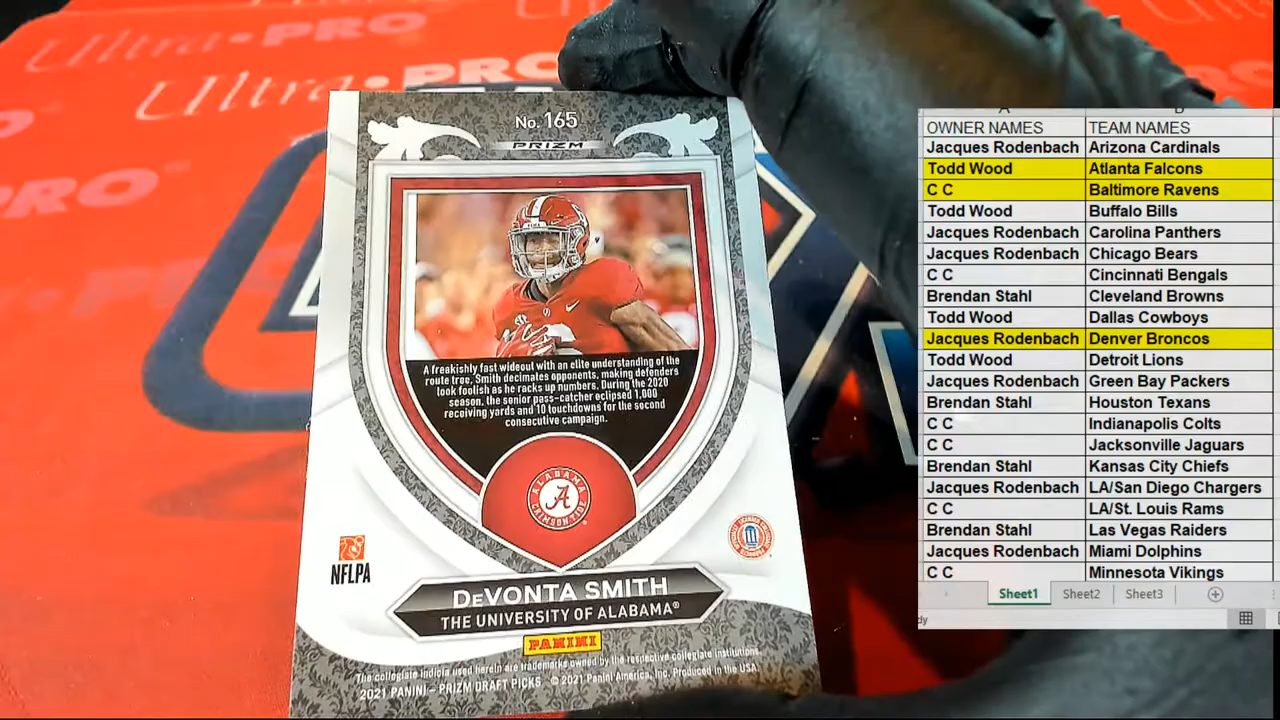 Ultra•PRO
Ultra•PRO
PRO
No. 165
PRIZM
A freakishly fast wideout with an elite understanding of the
route tree, Smith decimates opponents, making defenders
look foolish as he racks up numbers. During the 2020
season, the senior pass-catcher eclipsed 1,000
receiving yards and 10 touchdowns for the second
consecutive campaign.
ALABAMA
A
CRIMSON TIDE
NFLPA
DeVONTA SMITH
THE UNIVERSITY OF ALABAMA®
PANINI
The collegiate indicia used herein are trademarks owned by the respective collegiate institutions.
2021 PANINI – PRIZM DRAFT PICKS © 2021 Panini America, Inc. Produced in the USA.
A B
OWNER NAMES TEAM NAMES
Jacques Rodenbach Arizona Cardinals
Todd Wood Atlanta Falcons
C C Baltimore Ravens
Todd Wood Buffalo Bills
Jacques Rodenbach Carolina Panthers
Jacques Rodenbach Chicago Bears
C C Cincinnati Bengals
Brendan Stahl Cleveland Browns
Todd Wood Dallas Cowboys
Jacques Rodenbach Denver Broncos
Todd Wood Detroit Lions
Jacques Rodenbach Green Bay Packers
Brendan Stahl Houston Texans
C C Indianapolis Colts
C C Jacksonville Jaguars
Brendan Stahl Kansas City Chiefs
Jacques Rodenbach LA/San Diego Chargers
C C LA/St. Louis Rams
Brendan Stahl Las Vegas Raiders
Jacques Rodenbach Miami Dolphins
C C Minnesota Vikings
Sheet1 Sheet2 Sheet3